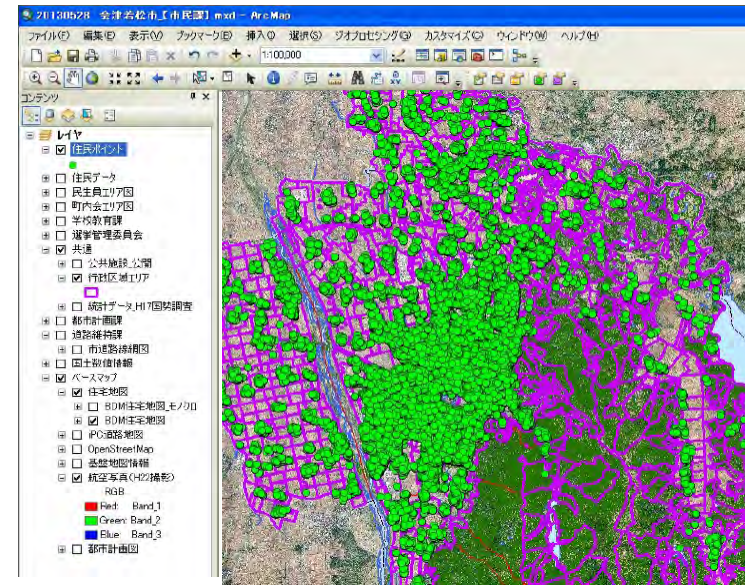 20130528 会津若松市【市民課】.mxd - ArcMap
ファイル(F) 編集(E) 表示(V) ブックマーク(B) 挿入(I) 選択(S) ジオプロセシング(G) カスタマイズ(C) ウィンドウ(W) ヘルプ(H)
1:100,000
コンテンツ
レイヤ
住民ポイント
住民データ
民生員エリア図
町内会エリア図
学校教育課
選挙管理委員会
共通
公共施設_公開
行政区域エリア
統計データ_H17国勢調査
都市計画課
道路維持課
市道路線網図
国土数値情報
ベースマップ
住宅地図
BDM住宅地図_モノクロ
BDM住宅地図
iPC道路地図
OpenStreetMap
基盤地図情報
航空写真(H22撮影)
RGB
Red: Band_1
Green: Band_2
Blue: Band_3
都市計画図